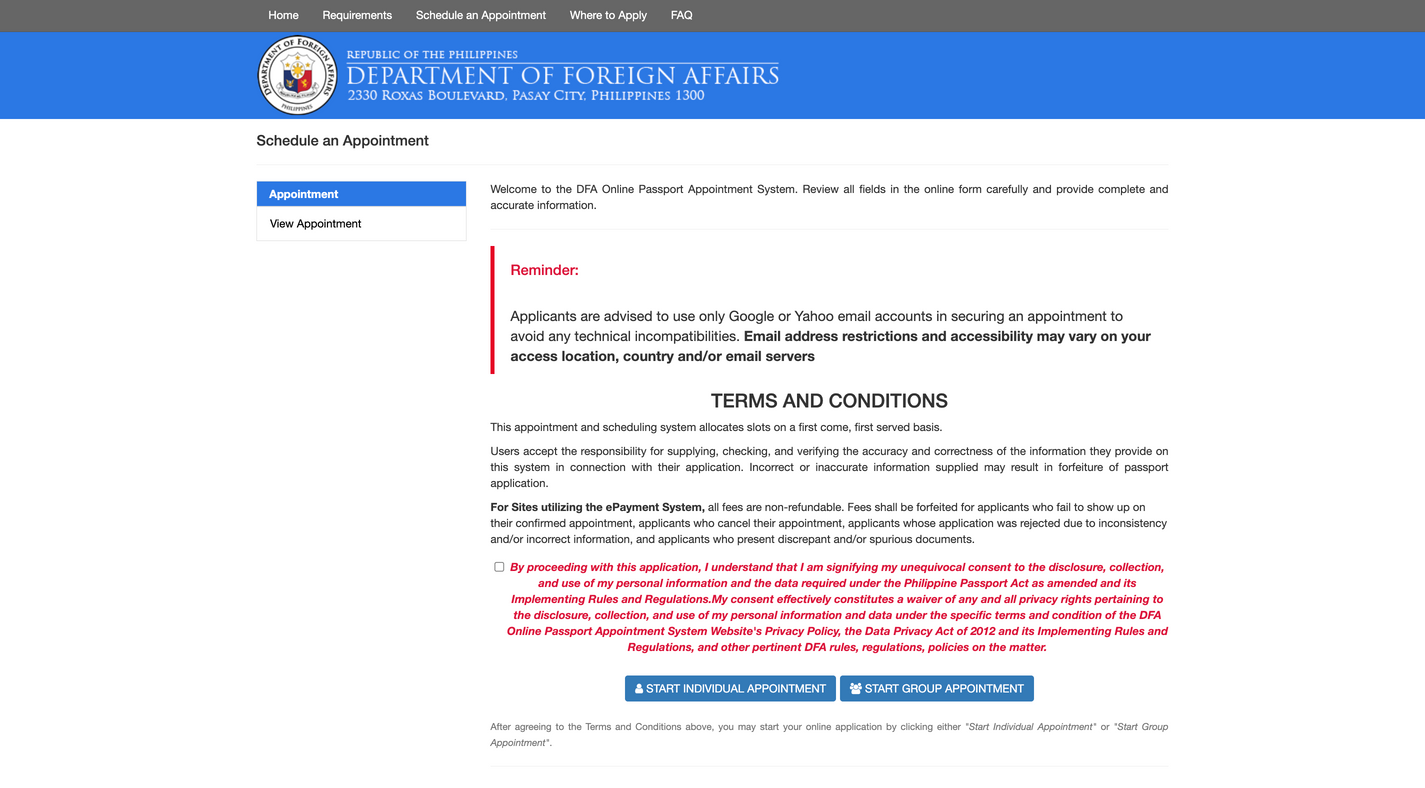 Home Requirements Schedule an Appointment Where to Apply FAQ
DEPARTMENT OF FOREIGN AFFAIRS
PHILIPPINES
REPUBLIC OF THE PHILIPPINES
DEPARTMENT OF FOREIGN AFFAIRS
2330 ROXAS BOULEVARD, PASAY CITY, PHILIPPINES 1300
Schedule an Appointment
Appointment
View Appointment
Welcome to the DFA Online Passport Appointment System. Review all fields in the online form carefully and provide complete and
accurate information.
Reminder:
Applicants are advised to use only Google or Yahoo email accounts in securing an appointment to
avoid any technical incompatibilities. Email address restrictions and accessibility may vary on your
access location, country and/or email servers
TERMS AND CONDITIONS
This appointment and scheduling system allocates slots on a first come, first served basis.
Users accept the responsibility for supplying, checking, and verifying the accuracy and correctness of the information they provide on
this system in connection with their application. Incorrect or inaccurate information supplied may result in forfeiture of passport
application.
For Sites utilizing the ePayment System, all fees are non-refundable. Fees shall be forfeited for applicants who fail to show up on
their confirmed appointment, applicants who cancel their appointment, applicants whose application was rejected due to inconsistency
and/or incorrect information, and applicants who present discrepant and/or spurious documents.
By proceeding with this application, I understand that I am signifying my unequivocal consent to the disclosure, collection,
and use of my personal information and the data required under the Philippine Passport Act as amended and its
Implementing Rules and Regulations.My consent effectively constitutes a waiver of any and all privacy rights pertaining to
the disclosure, collection, and use of my personal information and data under the specific terms and condition of the DFA
Online Passport Appointment System Website's Privacy Policy, the Data Privacy Act of 2012 and its Implementing Rules and
Regulations, and other pertinent DFA rules, regulations, policies on the matter.
START INDIVIDUAL APPOINTMENT START GROUP APPOINTMENT
After agreeing to the Terms and Conditions above, you may start your online application by clicking either "Start Individual Appointment" or "Start Group
Appointment".